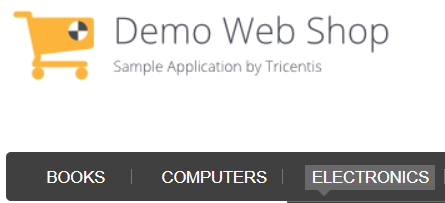 Demo Web Shop
Sample Application by Tricentis
BOOKS COMPUTERS ELECTRONICS